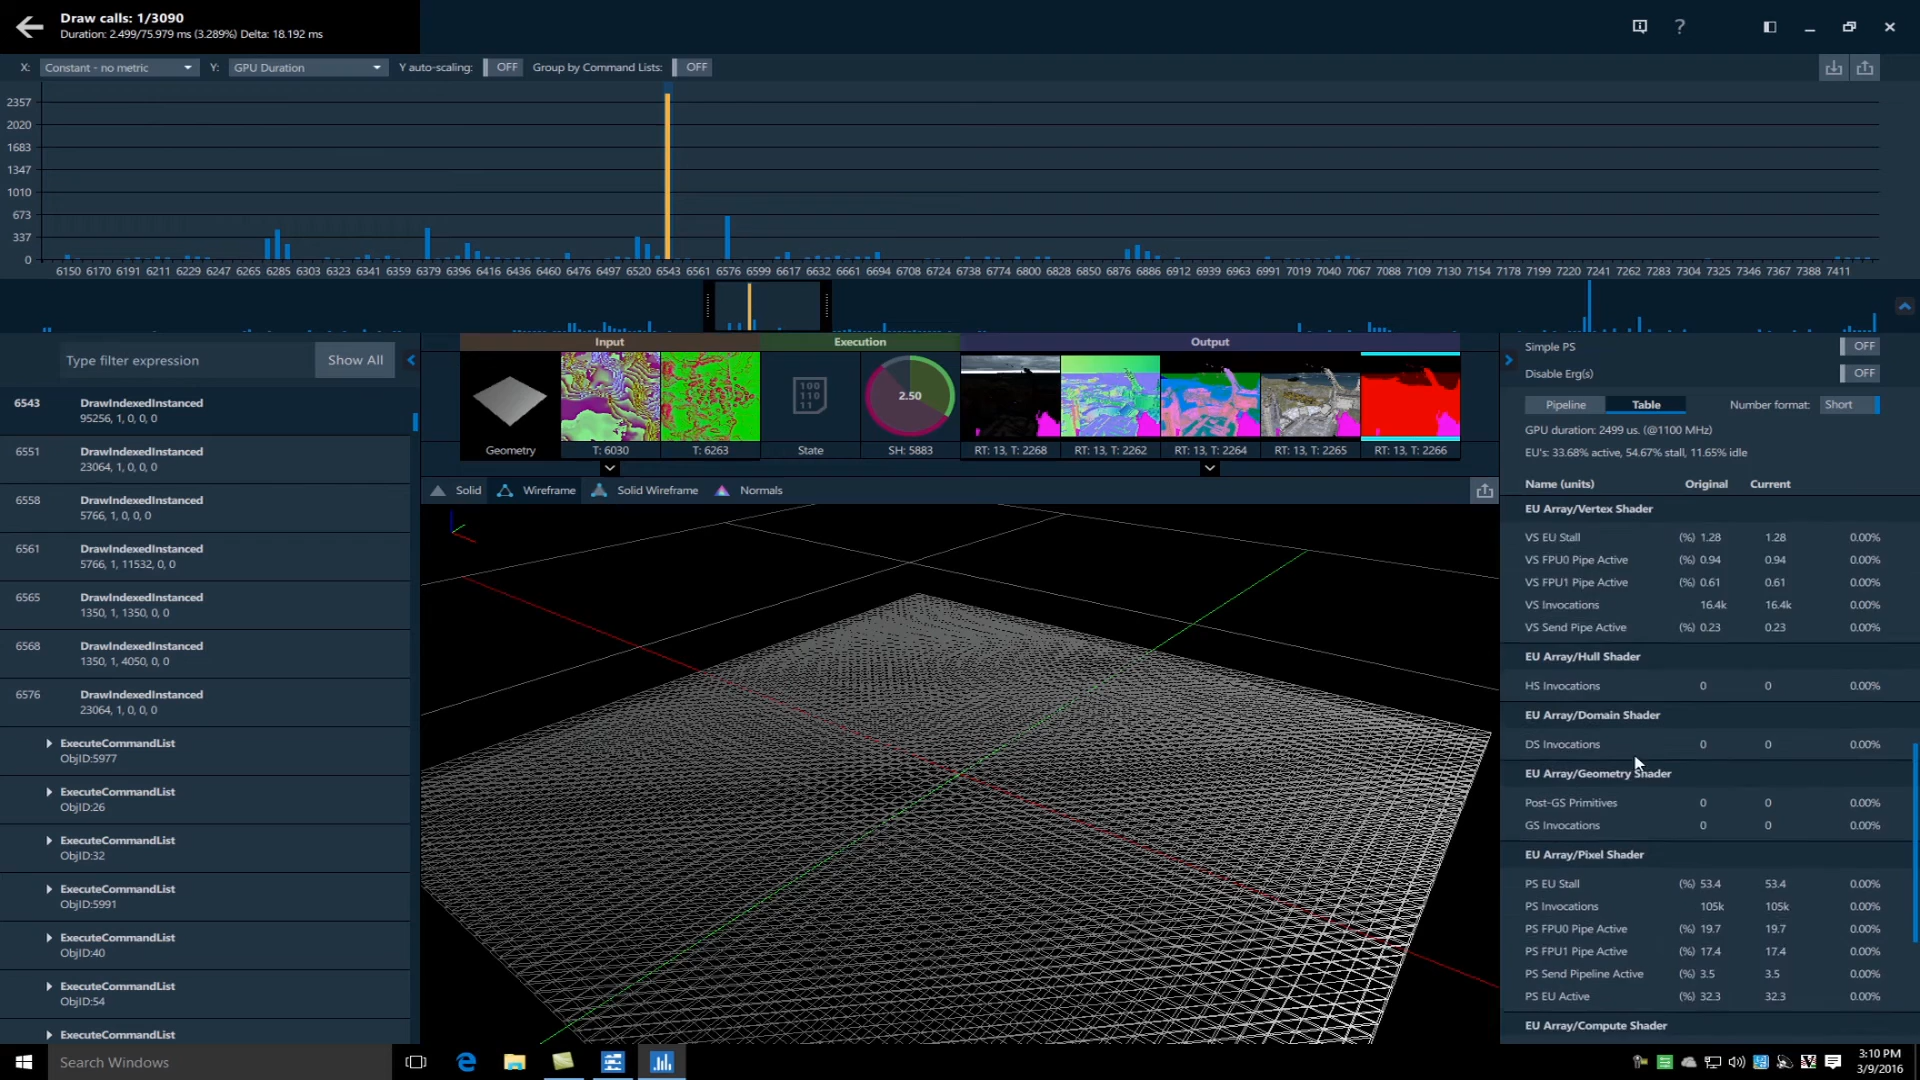 Draw calls: 1/3090
Duration: 2.499/75.979 ms (3.289%) Delta: 18.192 ms
X: Constant - no metric Y: GPU Duration Y auto-scaling: OFF Group by Command Lists: OFF
2357
2020
1683
1347
1010
673
337
0
6150 6170 6191 6211 6229 6247 6265 6285 6303 6323 6341 6359 6379 6396 6416 6436 6460 6476 6497 6520 6543 6561 6576 6599 6617 6632 6661 6694 6708 6724 6738 6774 6800 6828 6850 6876 6886 6912 6939 6963 6991 7019 7040 7067 7088 7109 7130 7154 7178 7199 7220 7241 7262 7283 7304 7325 7346 7367 7388 7411
Type filter expression Show All
6543 DrawIndexedInstanced
95256, 1, 0, 0, 0
6551 DrawIndexedInstanced
23064, 1, 0, 0, 0
6558 DrawIndexedInstanced
5766, 1, 0, 0, 0
6561 DrawIndexedInstanced
5766, 1, 11532, 0, 0
6565 DrawIndexedInstanced
1350, 1, 1350, 0, 0
6568 DrawIndexedInstanced
1350, 1, 4050, 0, 0
6576 DrawIndexedInstanced
23064, 1, 0, 0, 0
ExecuteCommandList
ObjID:5977
ExecuteCommandList
ObjID:26
ExecuteCommandList
ObjID:32
ExecuteCommandList
ObjID:5991
ExecuteCommandList
ObjID:40
ExecuteCommandList
ObjID:54
ExecuteCommandList
Input Execution Output
100
110
11
2.50
Geometry T: 6030 T: 6263 State SH: 5883 RT: 13, T: 2268 RT: 13, T: 2262 RT: 13, T: 2264 RT: 13, T: 2265 RT: 13, T: 2266
Solid Wireframe Solid Wireframe Normals
Simple PS OFF
Disable Erg(s) OFF
Pipeline Table Number format: Short
GPU duration: 2499 us. (@1100 MHz)
EU's: 33.68% active, 54.67% stall, 11.65% idle
Name (units) Original Current
EU Array/Vertex Shader
VS EU Stall (%) 1.28 1.28 0.00%
VS FPU0 Pipe Active (%) 0.94 0.94 0.00%
VS FPU1 Pipe Active (%) 0.61 0.61 0.00%
VS Invocations 16.4k 16.4k 0.00%
VS Send Pipe Active (%) 0.23 0.23 0.00%
EU Array/Hull Shader
HS Invocations 0 0 0.00%
EU Array/Domain Shader
DS Invocations 0 0 0.00%
EU Array/Geometry Shader
Post-GS Primitives 0 0 0.00%
GS Invocations 0 0 0.00%
EU Array/Pixel Shader
PS EU Stall (%) 53.4 53.4 0.00%
PS Invocations 105k 105k 0.00%
PS FPU0 Pipe Active (%) 19.7 19.7 0.00%
PS FPU1 Pipe Active (%) 17.4 17.4 0.00%
PS Send Pipeline Active (%) 3.5 3.5 0.00%
PS EU Active (%) 32.3 32.3 0.00%
EU Array/Compute Shader
Search Windows
3:10 PM
3/9/2016